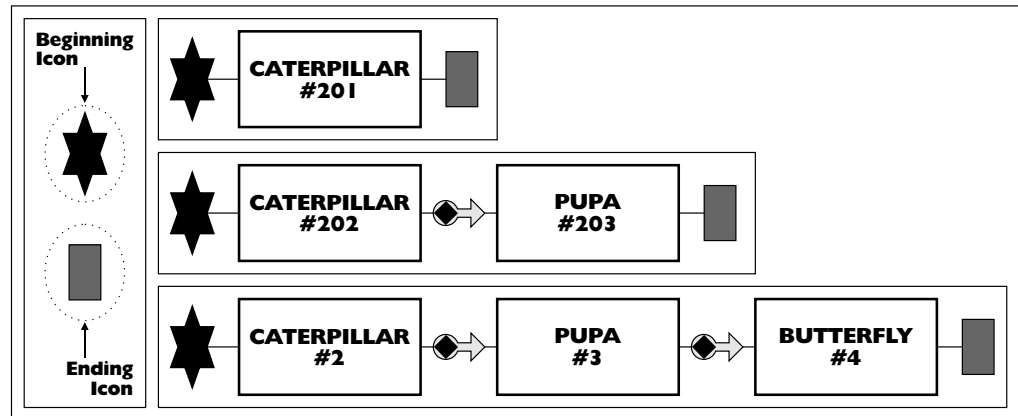 Beginning
Icon
Ending
Icon
CATERPILLAR
#201
CATERPILLAR
#202
PUPA
#203
CATERPILLAR
#2
PUPA
#3
BUTTERFLY
#4